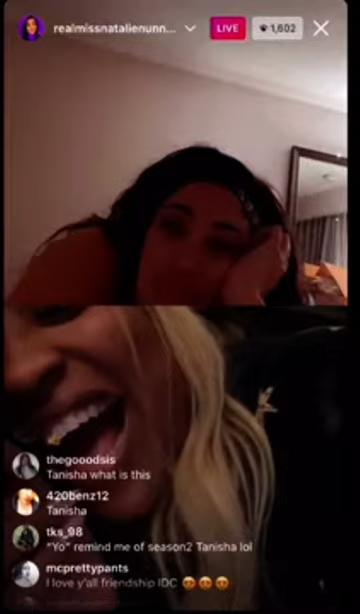 realmissnatalienunn...
LIVE
1,602
thegooodsis
Tanisha what is this
420benz12
Tanisha
tks_98
"Yo" remind me of season2 Tanisha lol
mcprettypants
I love y'all friendship IDC 😍😍😍